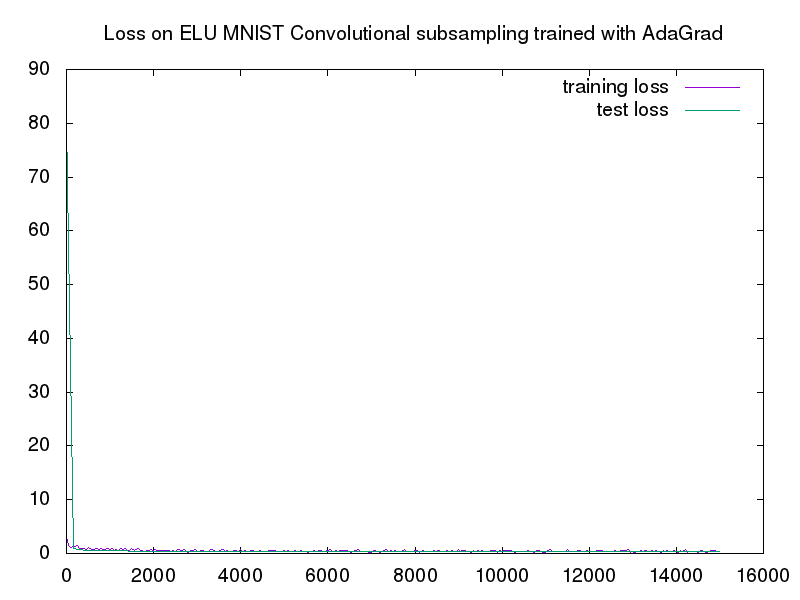 Loss on ELU MNIST Convolutional subsampling trained with AdaGrad
90
training loss
test loss
80
70
60
50
40
30
20
10
0
0 2000 4000 6000 8000 10000 12000 14000 16000